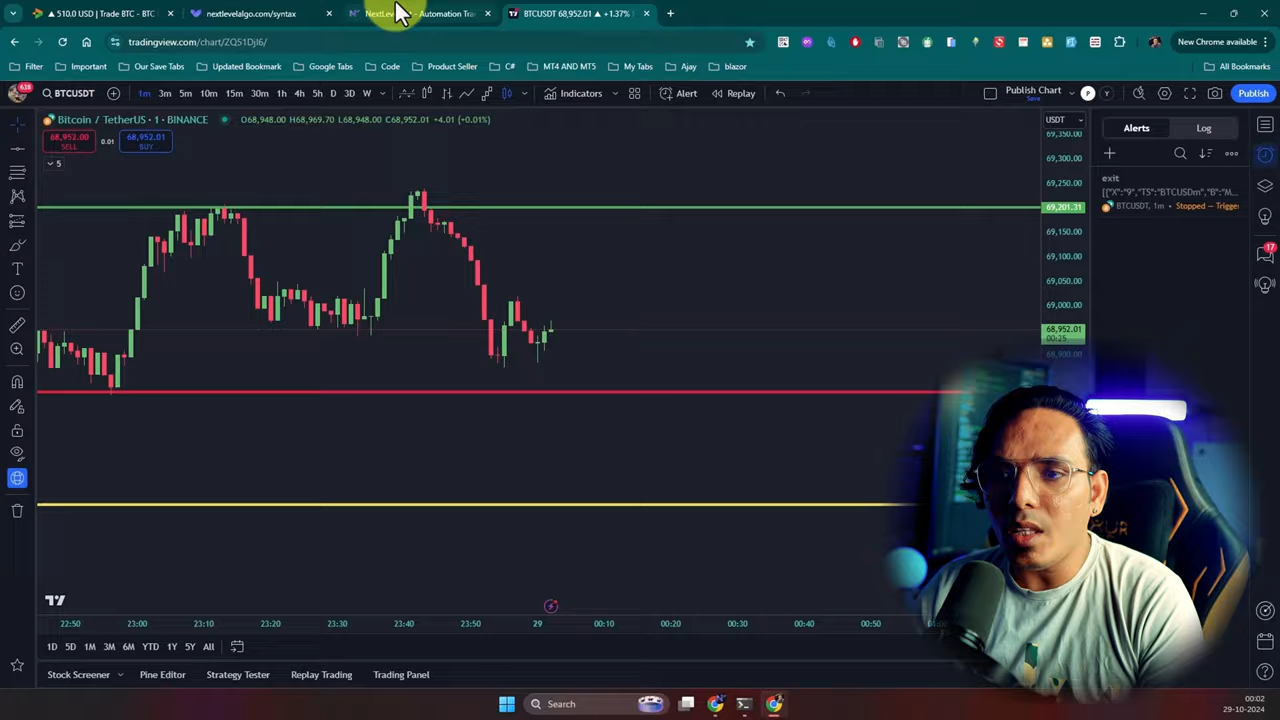 ▲ 510.0 USD | Trade BTC - BTC
nextlevelalgo.com/syntax
- Automation Tra
BTCUSDT 68,952.01 ▲ +1.37%
tradingview.com/chart/ZQ51DjI6/
New Chrome available
Filter
Important
Our Save Tabs
Updated Bookmark
Google Tabs
Code
Product Seller
C#
MT4 AND MT5
My Tabs
Ajay
blazor
All Bookmarks
638
BTCUSDT
1m 3m 5m 10m 15m 30m 1h 4h 5h D 3D W
Indicators
Alert
Replay
Publish Chart
Save
P
Y
Publish
Bitcoin / TetherUS · 1 · BINANCE
O68,948.00 H68,969.70 L68,948.00 C68,952.01 +4.01 (+0.01%)
USDT
Alerts
Log
68,952.00
SELL
0.01
68,952.01
BUY
5
69,350.00
69,300.00
69,250.00
69,201.31
69,150.00
69,100.00
69,050.00
69,000.00
68,952.01
68,900.00
exit
[{"X":"9","TS":"BTCUSDm","B":"M...
BTCUSDT, 1m • Stopped — Trigger
17
22:50 23:00 23:10 23:20 23:30 23:40 23:50 29 00:10 00:20 00:30 00:40 00:50
1D 5D 1M 3M 6M YTD 1Y 5Y All
Stock Screener
Pine Editor
Strategy Tester
Replay Trading
Trading Panel
Search
00:02
29-10-2024